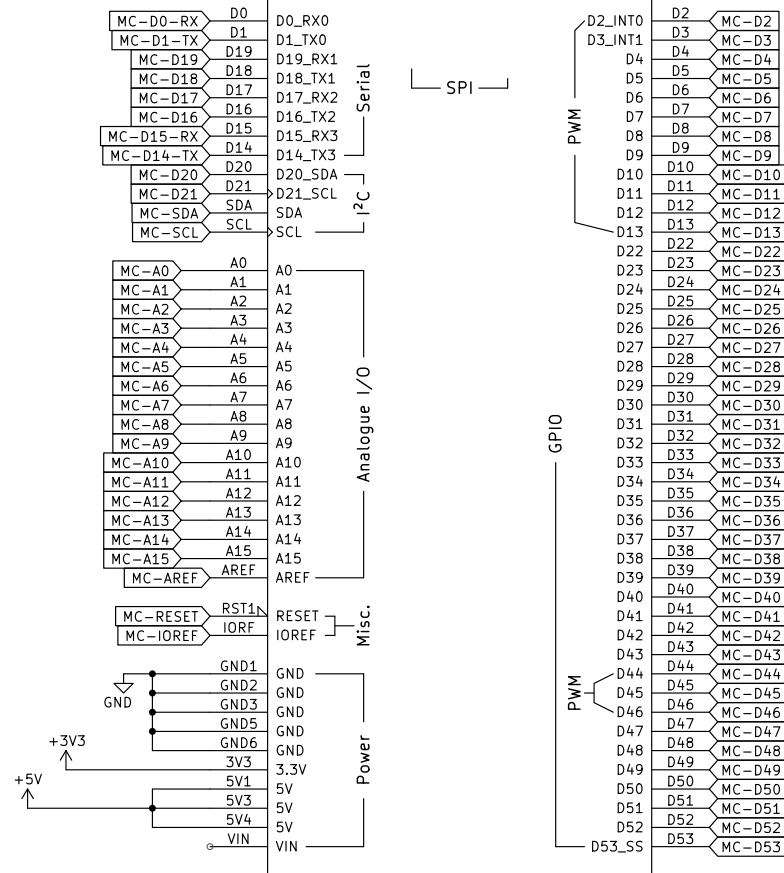 MC-D0-RX D0 D0_RX0
MC-D1-TX D1 D1_TX0
MC-D19 D19 D19_RX1
MC-D18 D18 D18_TX1
MC-D17 D17 D17_RX2
MC-D16 D16 D16_TX2
MC-D15-RX D15 D15_RX3
MC-D14-TX D14 D14_TX3
Serial
MC-D20 D20 D20_SDA
MC-D21 D21 D21_SCL
MC-SDA SDA SDA
MC-SCL SCL SCL
I²C
MC-A0 A0 A0
MC-A1 A1 A1
MC-A2 A2 A2
MC-A3 A3 A3
MC-A4 A4 A4
MC-A5 A5 A5
MC-A6 A6 A6
MC-A7 A7 A7
MC-A8 A8 A8
MC-A9 A9 A9
MC-A10 A10 A10
MC-A11 A11 A11
MC-A12 A12 A12
MC-A13 A13 A13
MC-A14 A14 A14
MC-A15 A15 A15
MC-AREF AREF AREF
Analogue I/O
MC-RESET RST1 RESET
MC-IOREF IORF IOREF
Misc.
GND1 GND
GND2 GND
GND3 GND
GND5 GND
GND6 GND
GND
+3V3 3V3 3.3V
+5V
5V1 5V
5V3 5V
5V4 5V
VIN VIN
Power
SPI
PWM
D2_INT0 D2 MC-D2
D3_INT1 D3 MC-D3
D4 D4 MC-D4
D5 D5 MC-D5
D6 D6 MC-D6
D7 D7 MC-D7
D8 D8 MC-D8
D9 D9 MC-D9
D10 D10 MC-D10
D11 D11 MC-D11
D12 D12 MC-D12
D13 D13 MC-D13
GPIO
D22 D22 MC-D22
D23 D23 MC-D23
D24 D24 MC-D24
D25 D25 MC-D25
D26 D26 MC-D26
D27 D27 MC-D27
D28 D28 MC-D28
D29 D29 MC-D29
D30 D30 MC-D30
D31 D31 MC-D31
D32 D32 MC-D32
D33 D33 MC-D33
D34 D34 MC-D34
D35 D35 MC-D35
D36 D36 MC-D36
D37 D37 MC-D37
D38 D38 MC-D38
D39 D39 MC-D39
D40 D40 MC-D40
D41 D41 MC-D41
D42 D42 MC-D42
D43 D43 MC-D43
PWM
D44 D44 MC-D44
D45 D45 MC-D45
D46 D46 MC-D46
D47 D47 MC-D47
D48 D48 MC-D48
D49 D49 MC-D49
D50 D50 MC-D50
D51 D51 MC-D51
D52 D52 MC-D52
D53_SS D53 MC-D53